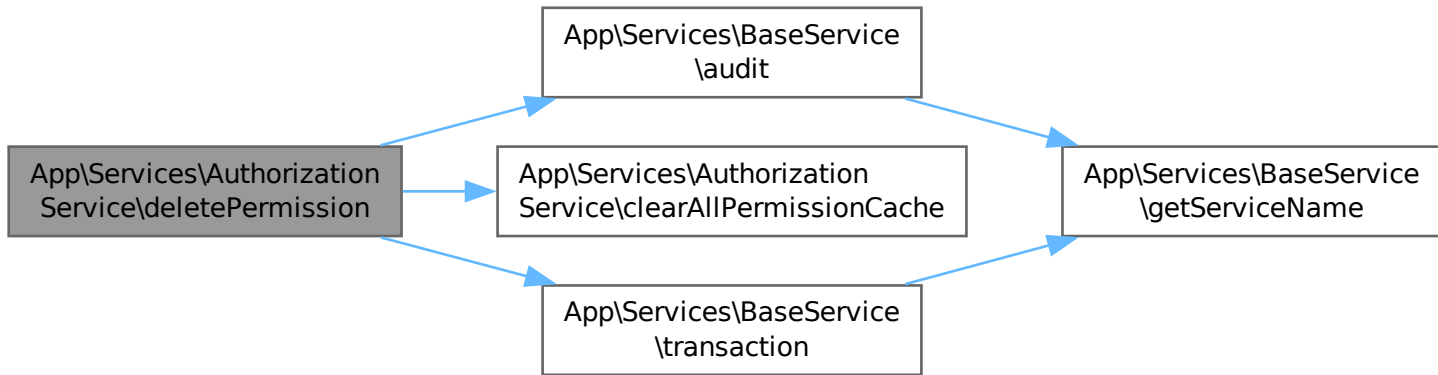 App\Services\BaseService
\audit
App\Services\Authorization
Service\deletePermission
App\Services\Authorization
Service\clearAllPermissionCache
App\Services\BaseService
\getServiceName
App\Services\BaseService
\transaction